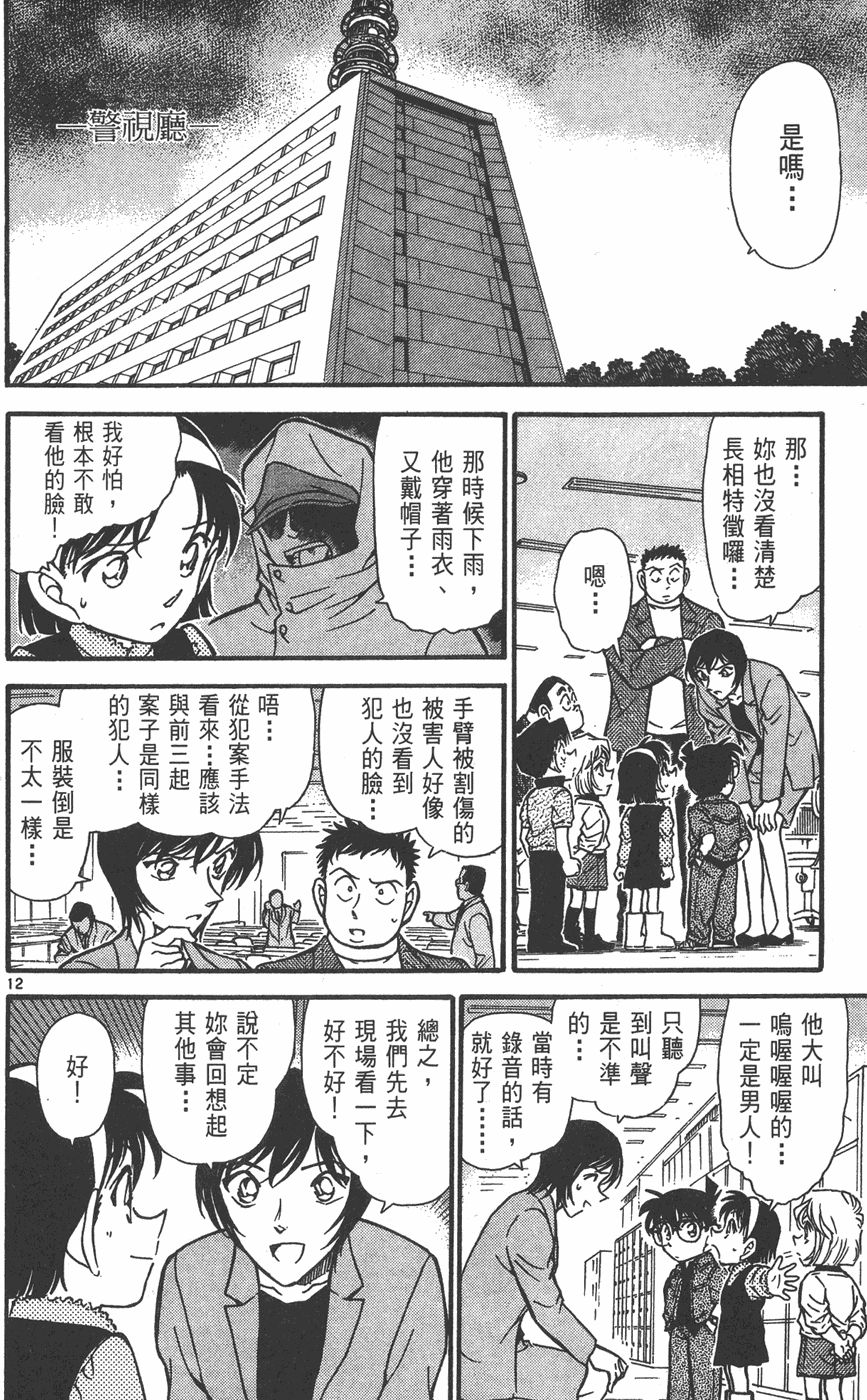 —警視廳—
是嗎…
那…
妳也沒看清楚
長相特徵囉…
嗯…
那時候下雨，
他穿著雨衣、
又戴帽子…
我好怕，
根本不敢
看他的臉！
手臂被割傷的
被害人好像
也沒看到
犯人的臉…
唔…
從犯案手法
看來…應該
與前三起
案子是同樣
的犯人…
服裝倒是
不太一樣…
12
他大叫
嗚喔喔喔的…
一定是男人！
只聽
到叫聲
是不準
的…
當時有
錄音的話，
就好了……
總之，
我們先去
現場看一下，
好不好！
說不定
妳會回想起
其他事…
好！